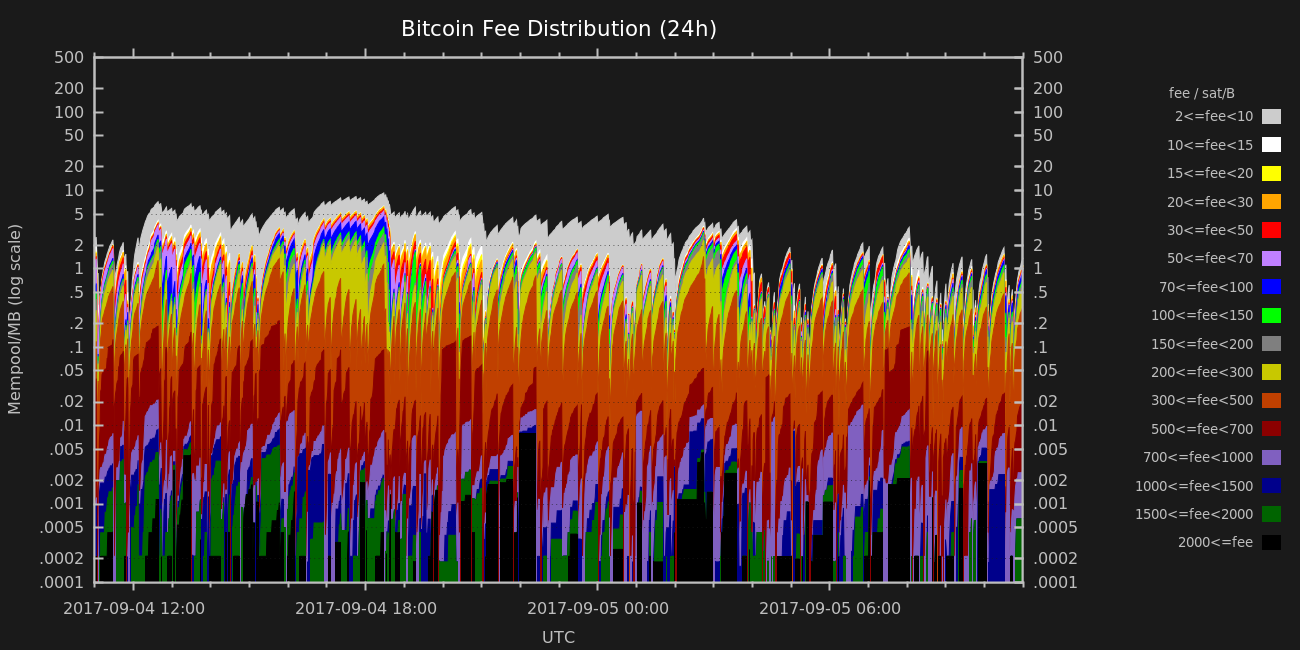 Bitcoin Fee Distribution (24h)
500
200
100
50
20
10
5
2
1
.5
.2
.1
.05
.02
.01
.005
.002
.001
.0005
.0002
.0001
Mempool/MB (log scale)
500
200
100
50
20
10
5
2
1
.5
.2
.1
.05
.02
.01
.005
.002
.001
.0005
.0002
.0001
2017-09-04 12:00
2017-09-04 18:00
2017-09-05 00:00
2017-09-05 06:00
UTC
fee / sat/B
2<=fee<10
10<=fee<15
15<=fee<20
20<=fee<30
30<=fee<50
50<=fee<70
70<=fee<100
100<=fee<150
150<=fee<200
200<=fee<300
300<=fee<500
500<=fee<700
700<=fee<1000
1000<=fee<1500
1500<=fee<2000
2000<=fee